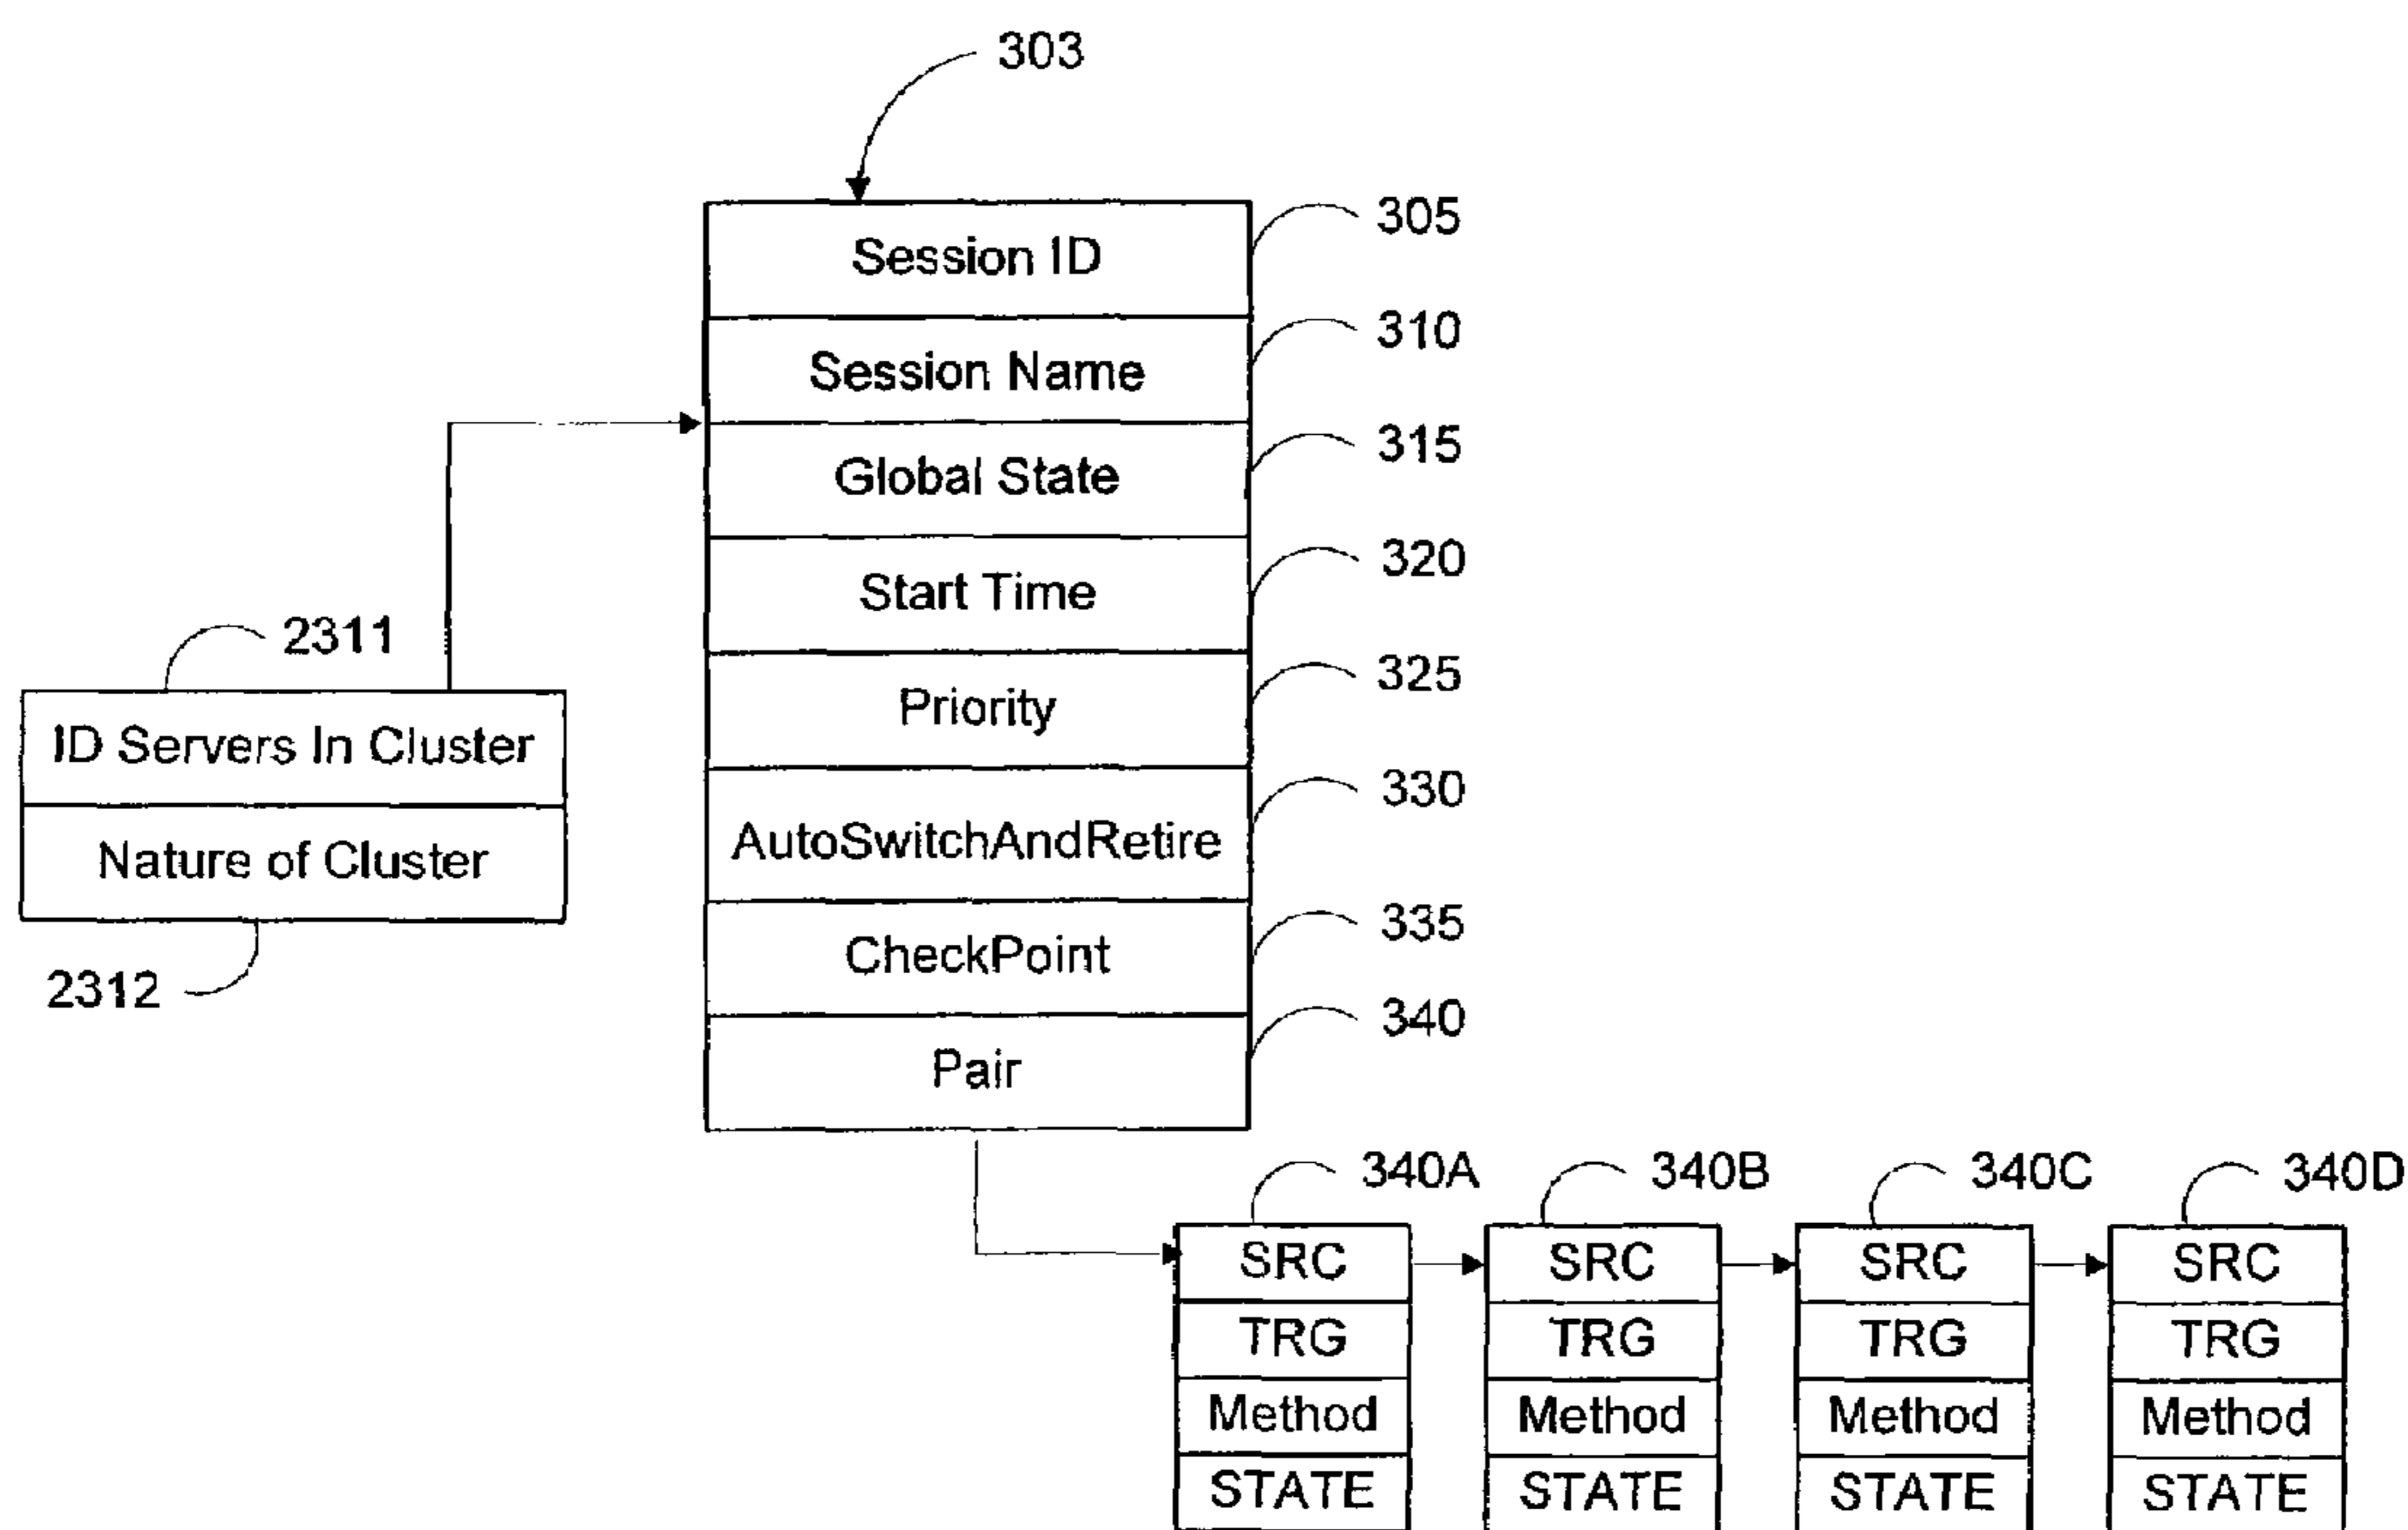 303
Session ID
305
Session Name
310
Global State
315
Start Time
320
Priority
325
AutoSwitchAndRetire
330
CheckPoint
335
Pair
340
2311
ID Servers In Cluster
Nature of Cluster
2312
340A
SRC
TRG
Method
STATE
340B
SRC
TRG
Method
STATE
340C
SRC
TRG
Method
STATE
340D
SRC
TRG
Method
STATE